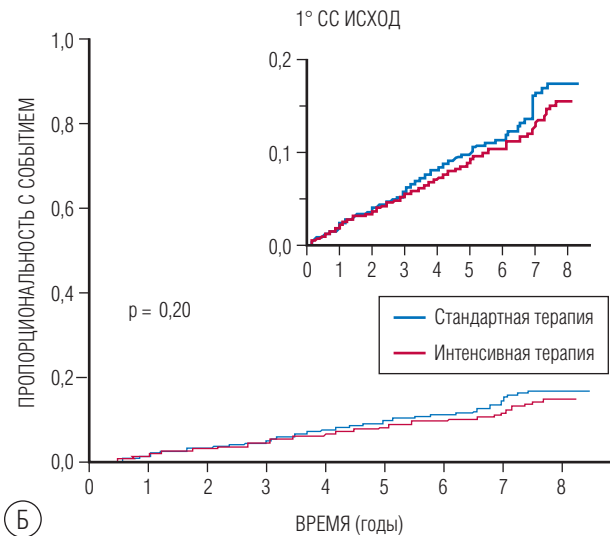 1° СС ИСХОД
ПРОПОРЦИОНАЛЬНОСТЬ С СОБЫТИЕМ
1,0
0,8
0,6
0,4
0,2
0,0
0,2
0,1
0,0
0 1 2 3 4 5 6 7 8
p = 0,20
Стандартная терапия
Интенсивная терапия
0 1 2 3 4 5 6 7 8
ВРЕМЯ (годы)
Б